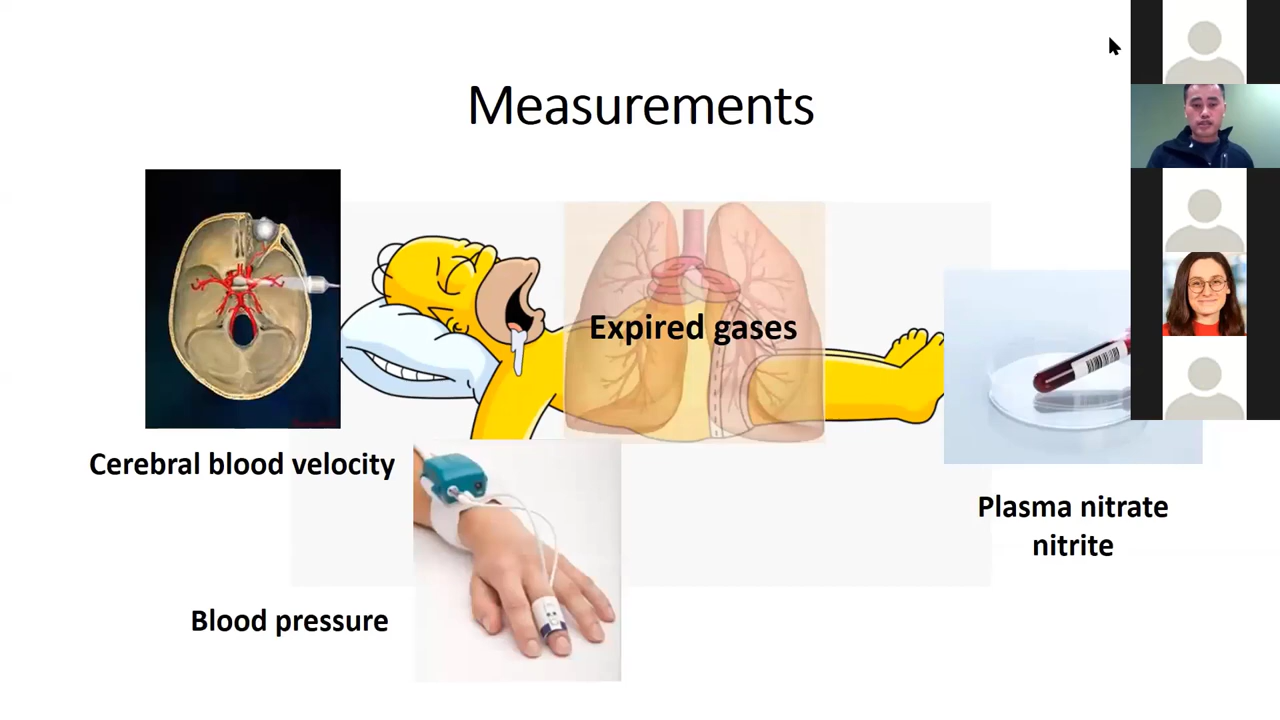 Measurements
Expired gases
Cerebral blood velocity
Plasma nitrate
nitrite
Blood pressure